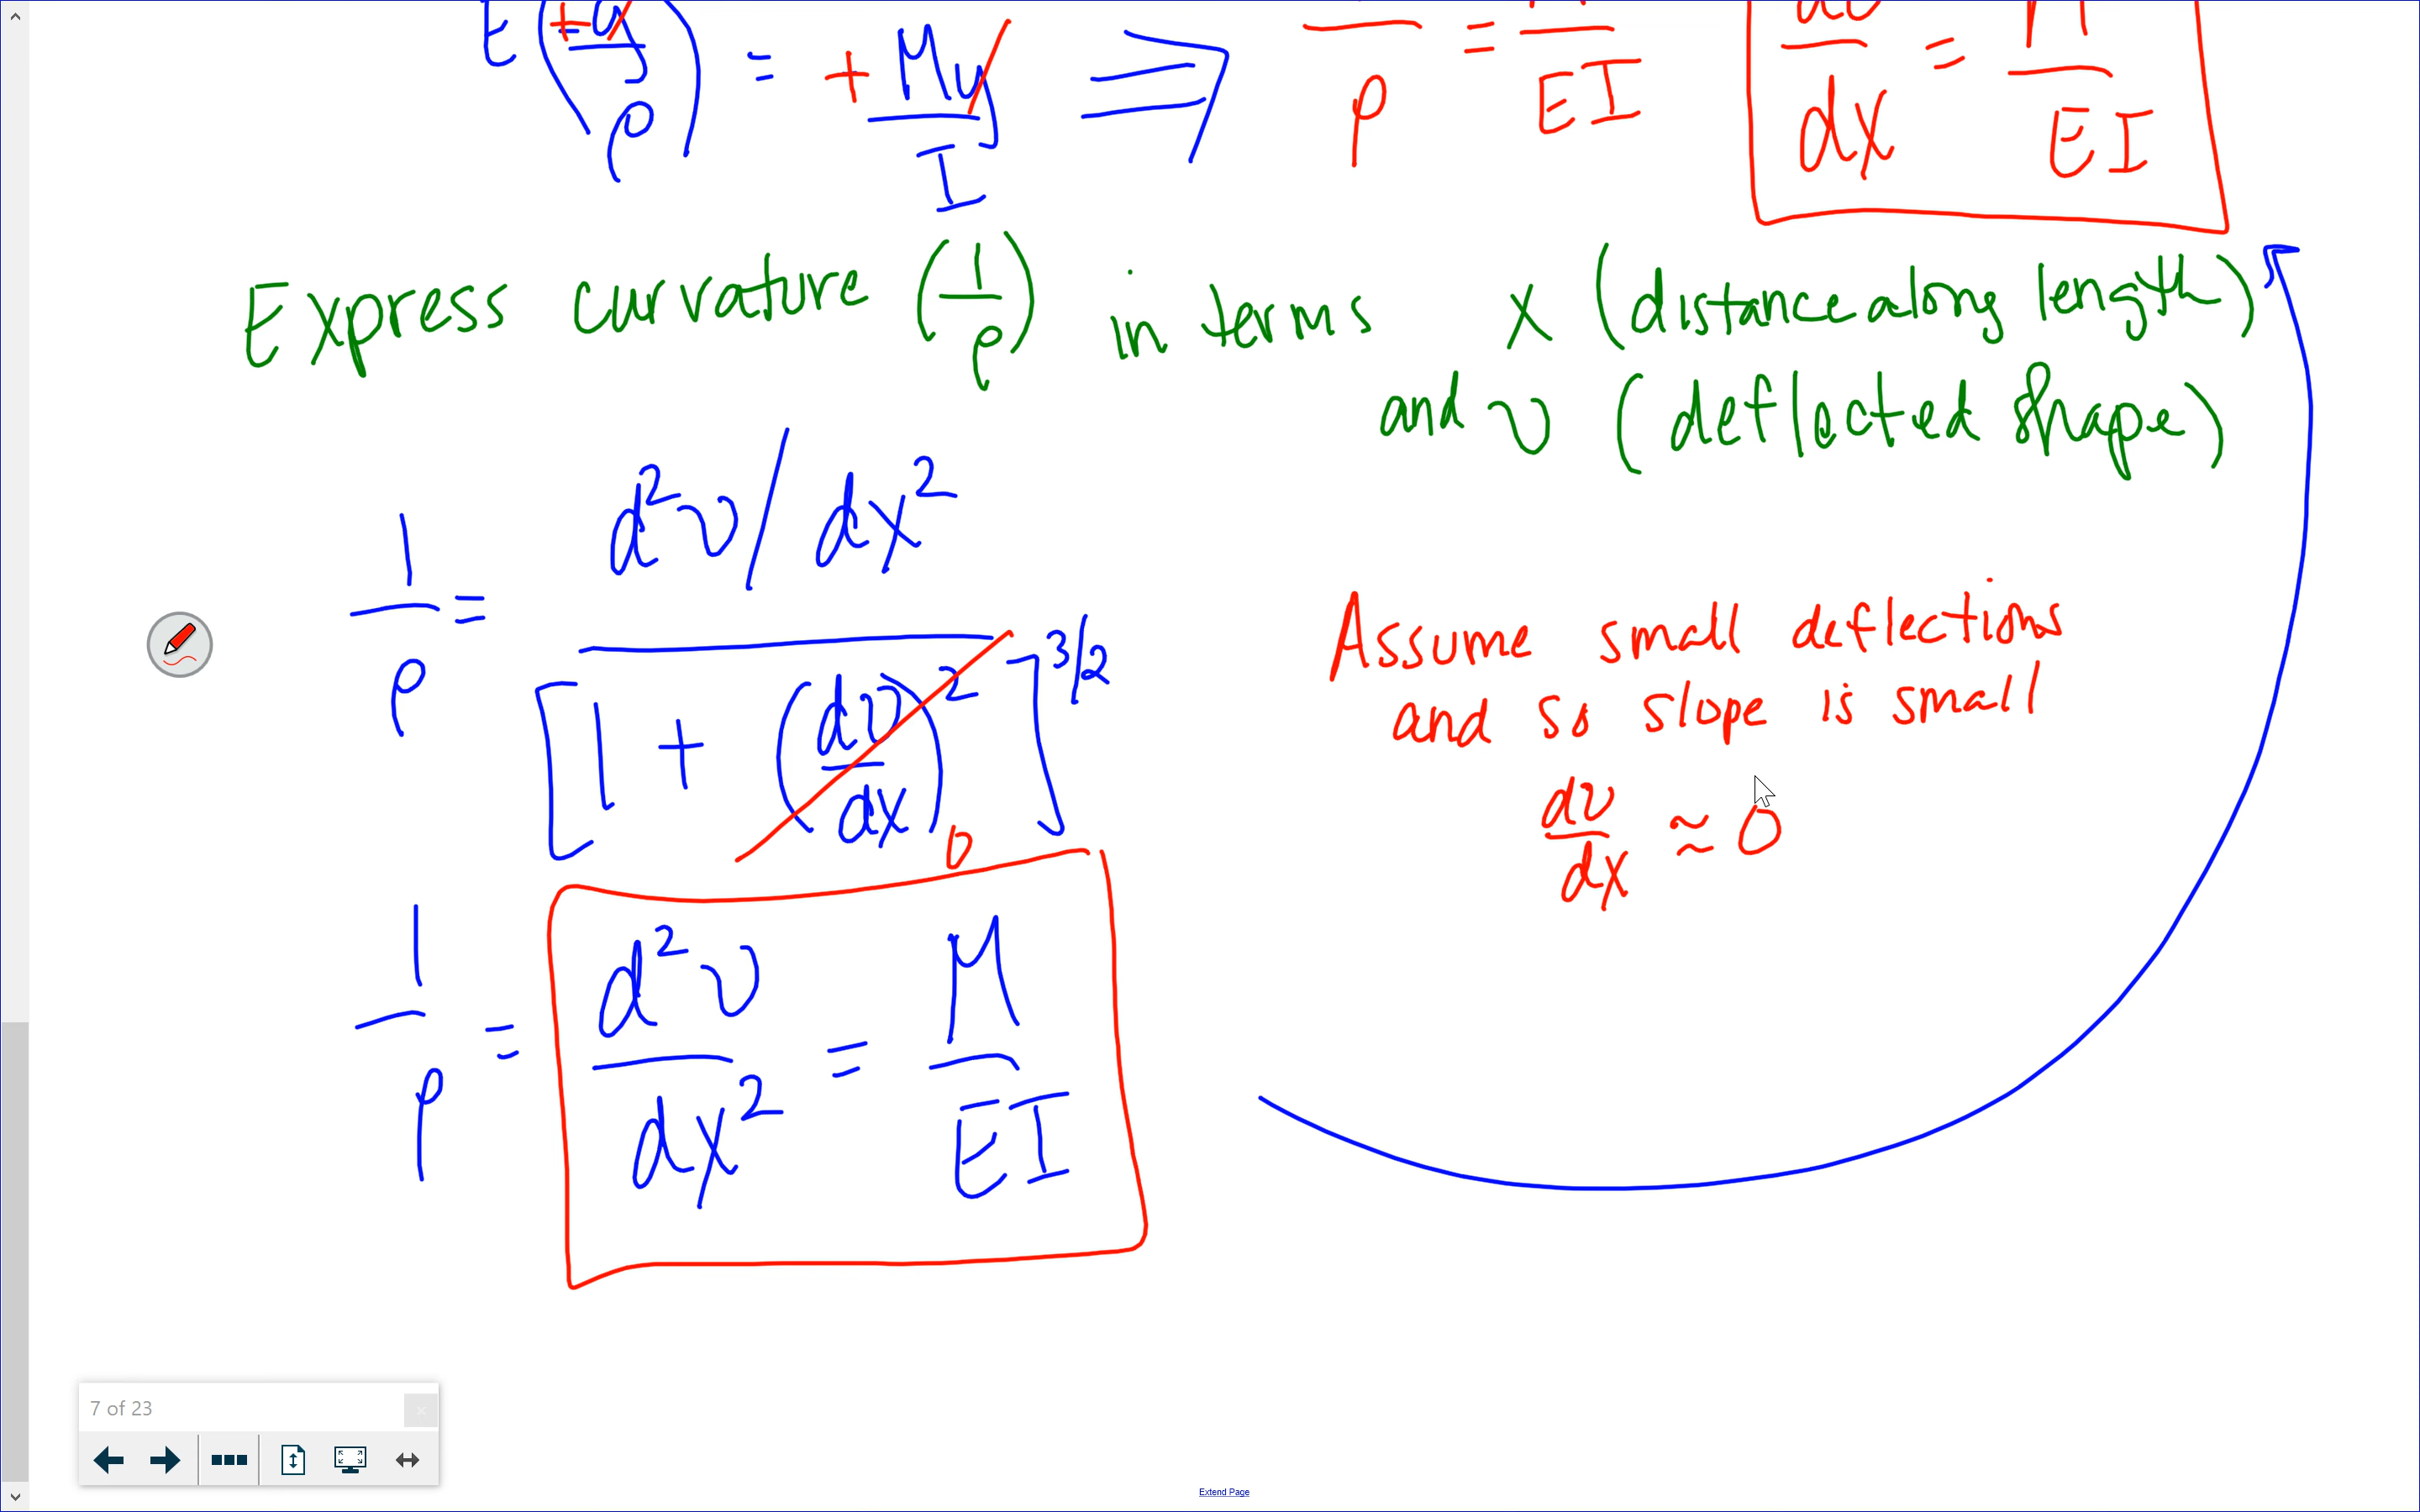 E (+y / ρ) = + My / I ⇒ / ρ = / EI dθ / dx = M / EI
Express curvature (1/ρ) in terms x (distance along length)
and v (deflected shape)
1/ρ = d²v/dx² / [1 + (dv/dx)²]^3/2
0
Assume small deflections
and so slope is small
dv/dx ≈ 0
1/ρ = d²v/dx² = M/EI
7 of 23
Extend Page